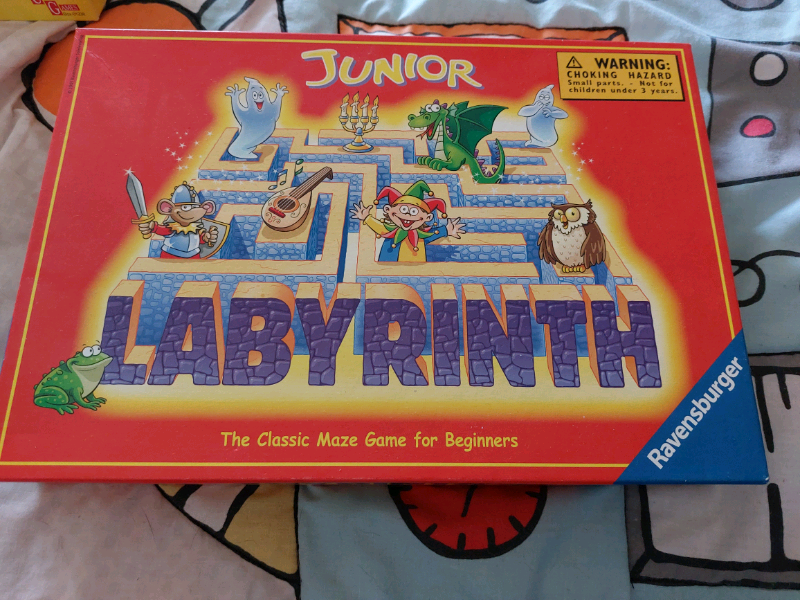 JUNIOR
WARNING:
CHOKING HAZARD
Small parts. - Not for
children under 3 years.
LABYRINTH
The Classic Maze Game for Beginners
Ravensburger